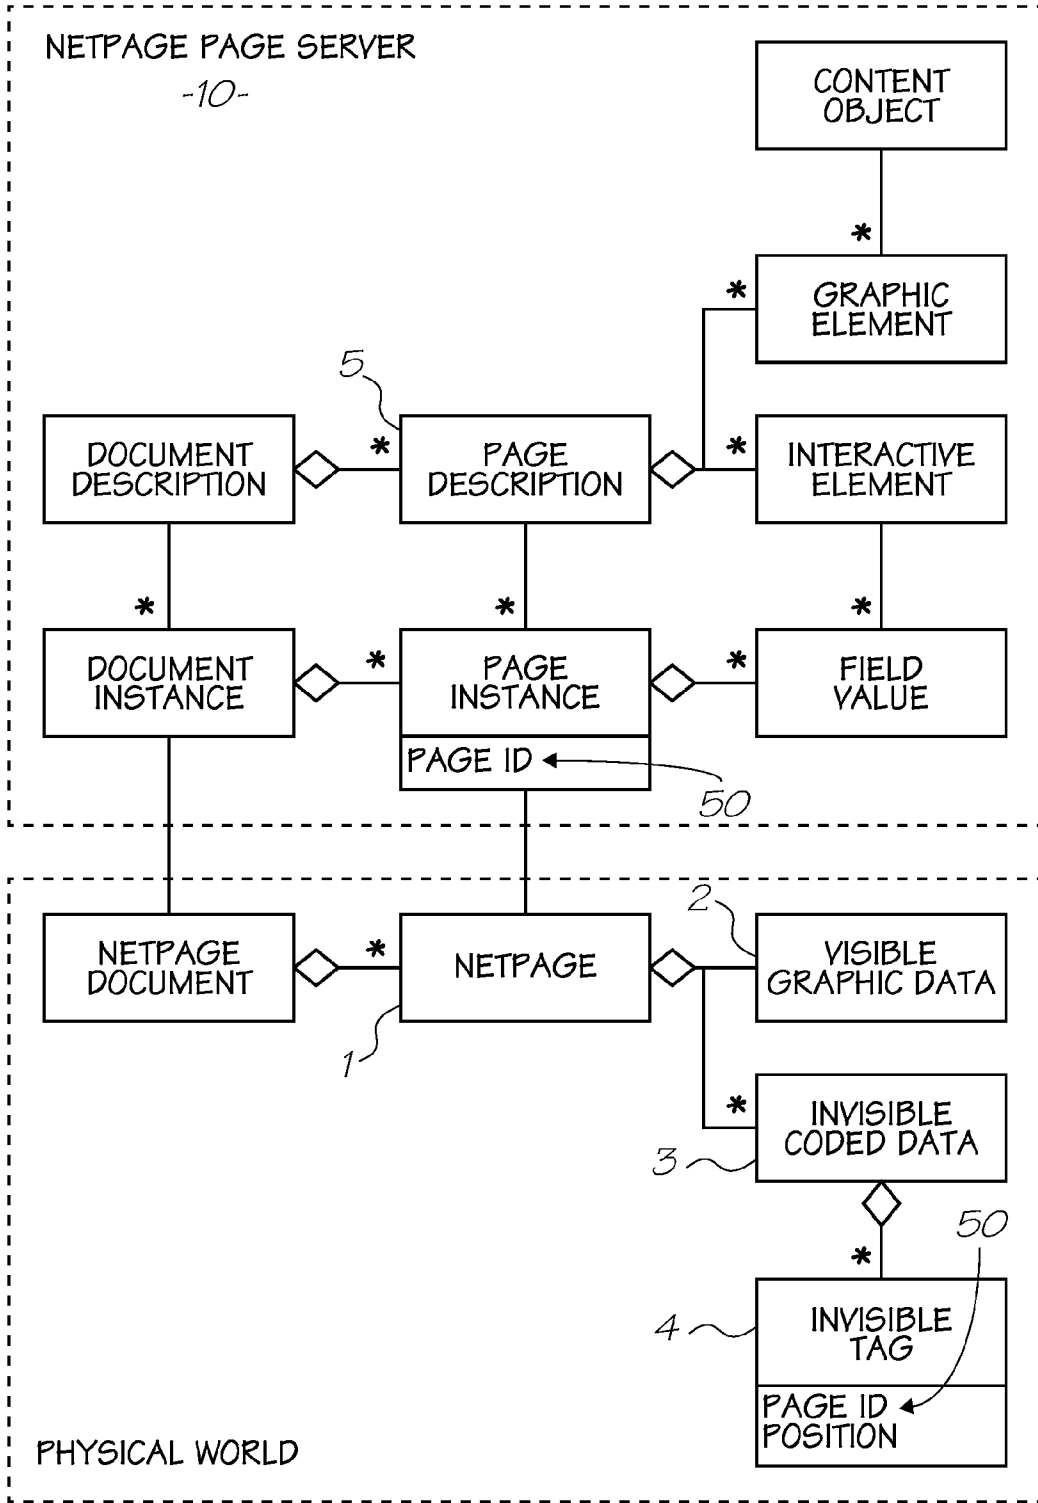 NETPAGE PAGE SERVER
-10-
CONTENT
OBJECT
*
*
GRAPHIC
ELEMENT
5
DOCUMENT
DESCRIPTION
*
PAGE
DESCRIPTION
*
INTERACTIVE
ELEMENT
*
*
*
DOCUMENT
INSTANCE
*
PAGE
INSTANCE
*
FIELD
VALUE
PAGE ID
50
2
NETPAGE
DOCUMENT
*
NETPAGE
VISIBLE
GRAPHIC DATA
1
*
INVISIBLE
CODED DATA
3
50
*
4
INVISIBLE
TAG
PAGE ID
POSITION
PHYSICAL WORLD